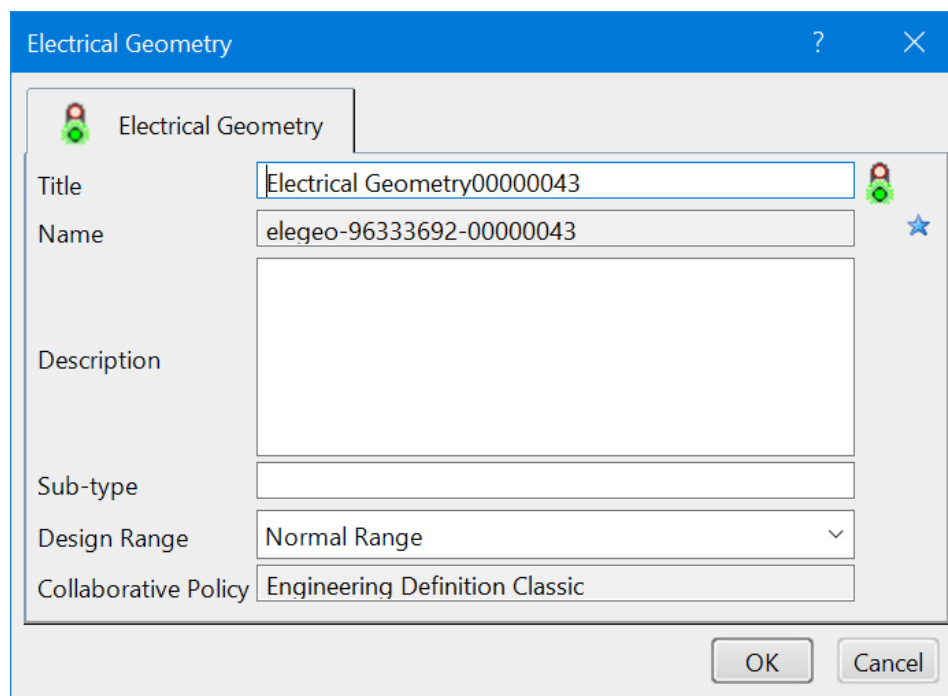 Electrical Geometry
Electrical Geometry
Title Electrical Geometry00000043
Name elegeo-96333692-00000043
Description
Sub-type
Design Range Normal Range
Collaborative Policy Engineering Definition Classic
OK Cancel